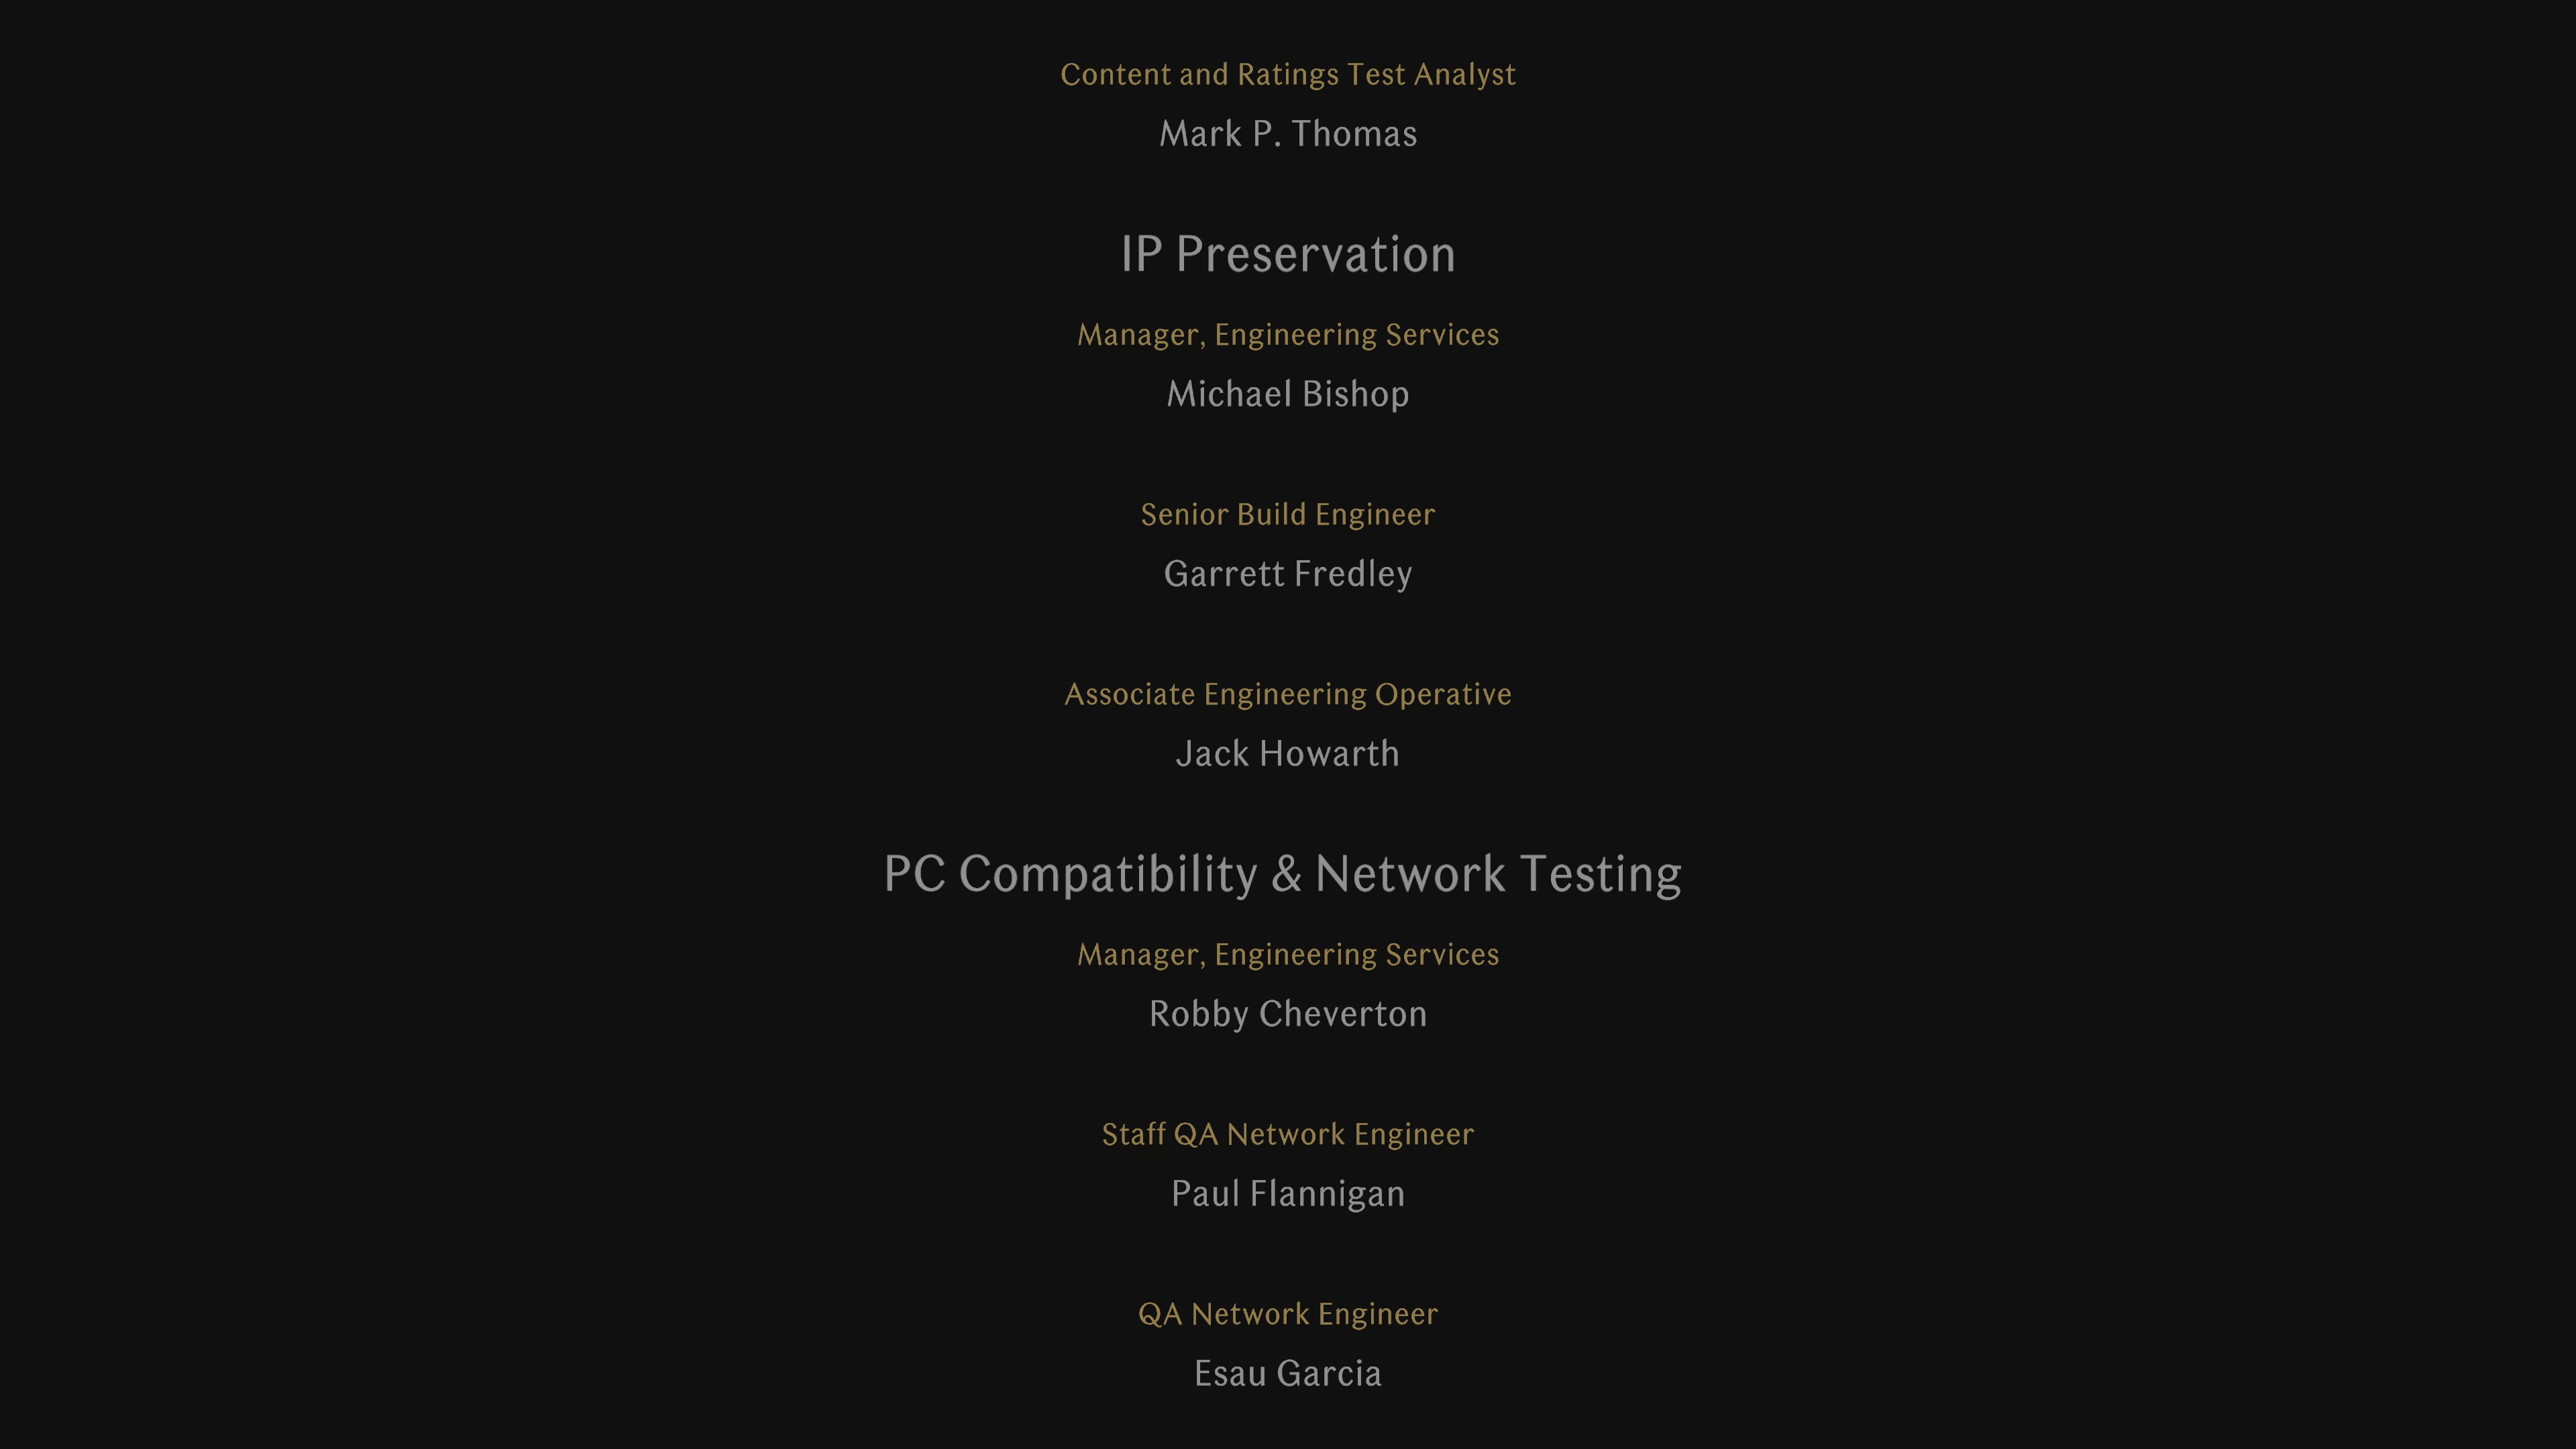 Content and Ratings Test Analyst
Mark P. Thomas
IP Preservation
Manager, Engineering Services
Michael Bishop
Senior Build Engineer
Garrett Fredley
Associate Engineering Operative
Jack Howarth
PC Compatibility & Network Testing
Manager, Engineering Services
Robby Cheverton
Staff QA Network Engineer
Paul Flannigan
QA Network Engineer
Esau Garcia